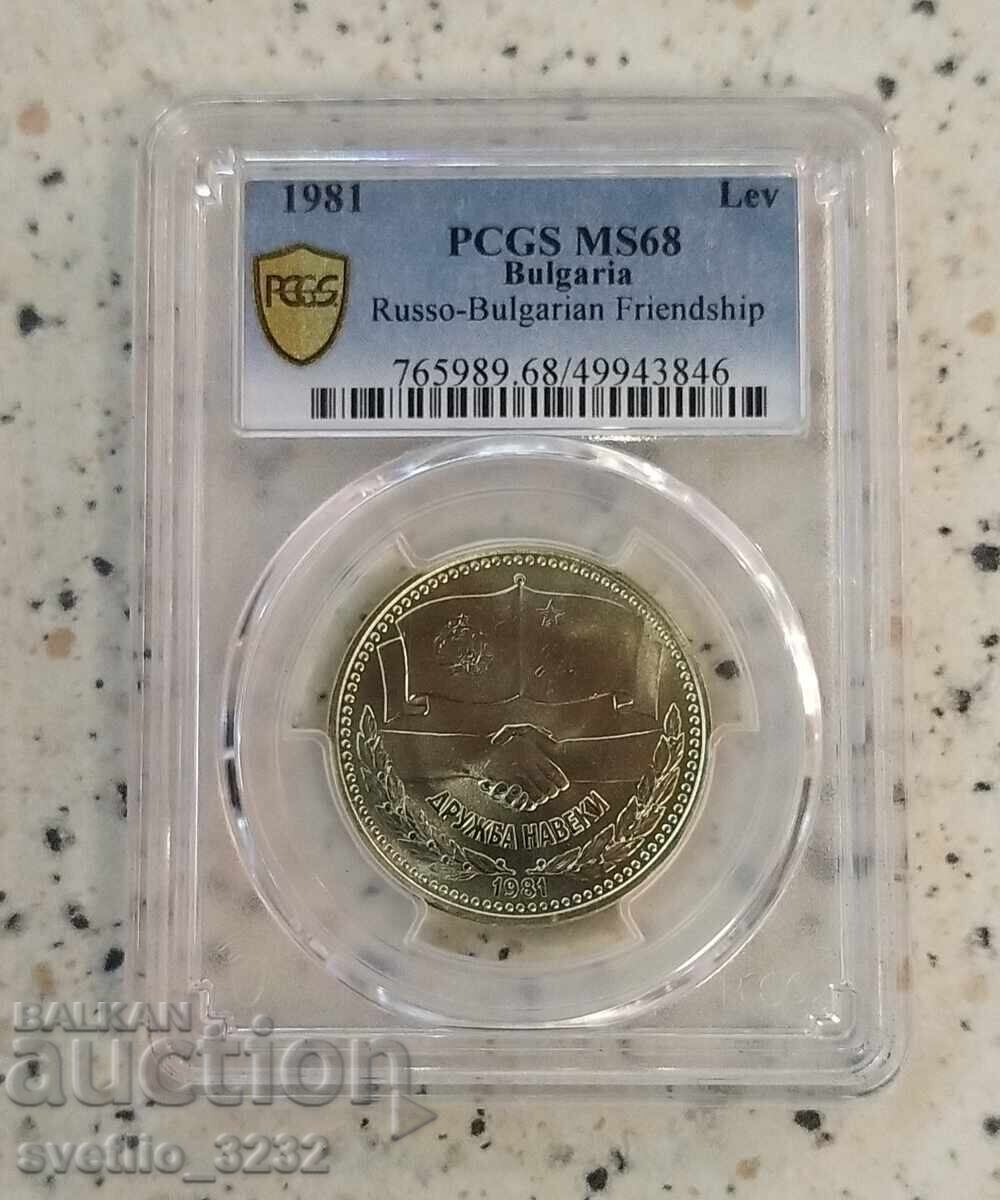 1981 Lev
PCGS MS68
Bulgaria
PCGS
Russo-Bulgarian Friendship
765989.68/49943846
ДРУЖБА НАВЕКИ
1981
BALKAN
auction
svetlio_3232